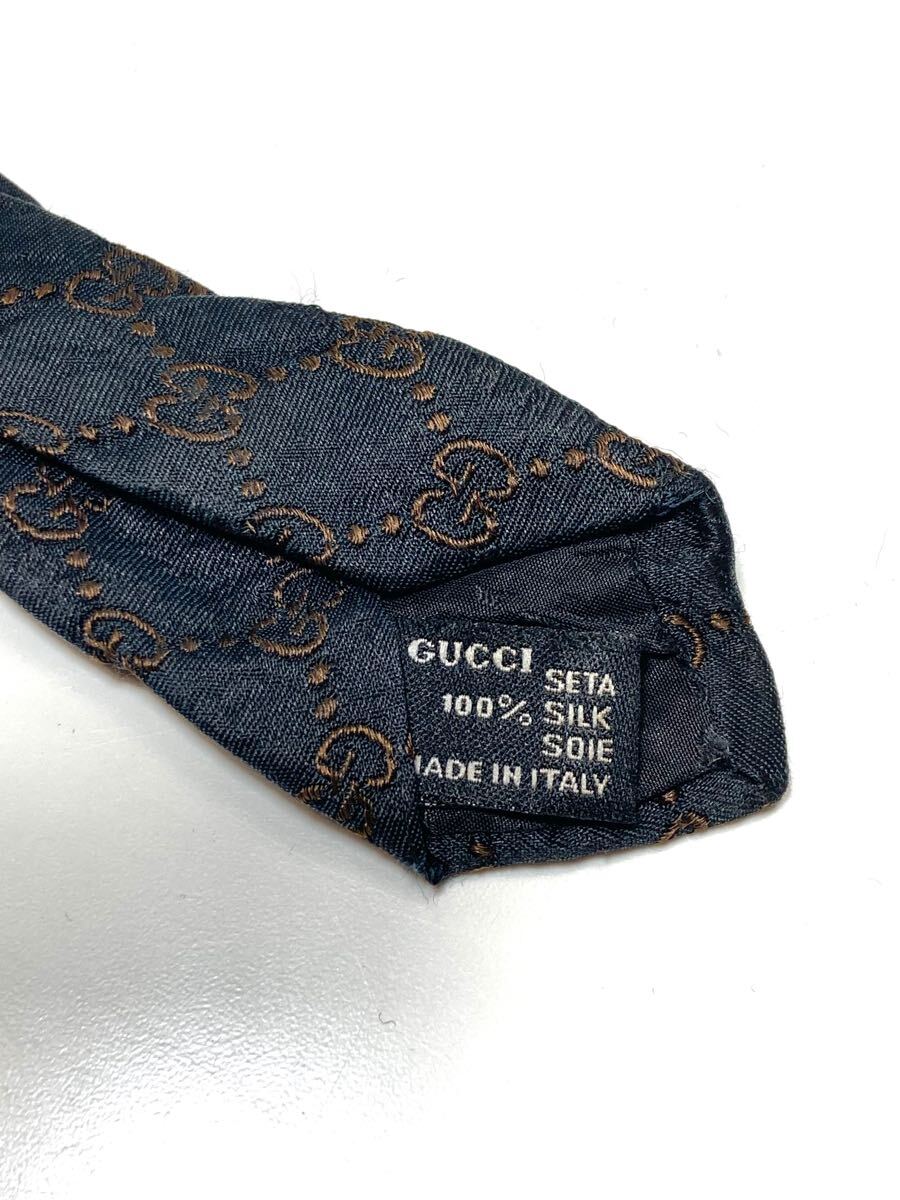 GUCCI
SETA
100% SILK
SOIE
MADE IN ITALY